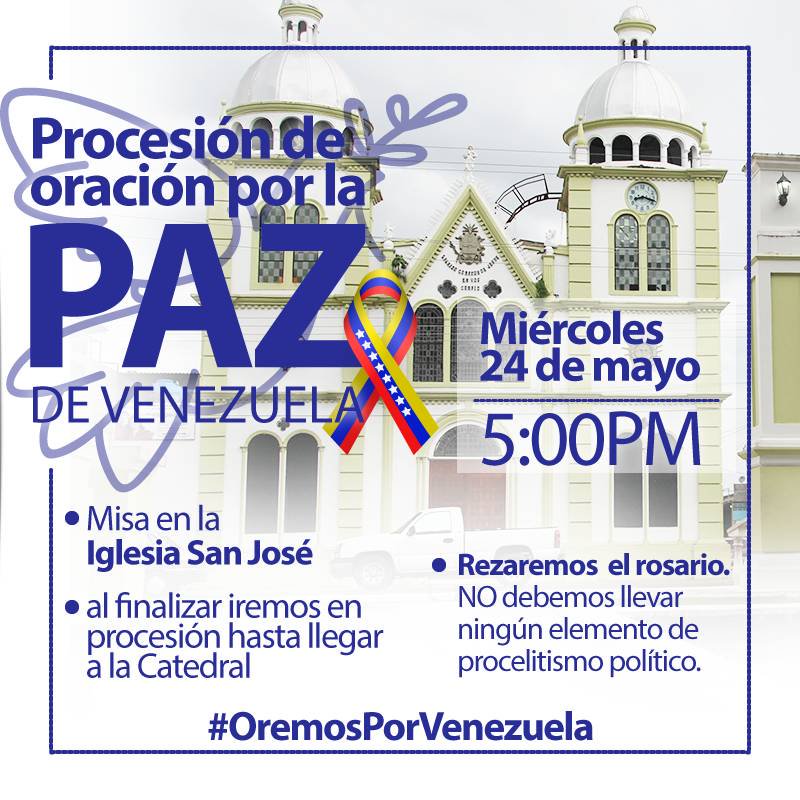 Procesión de
oración por la
PAZ
DE VENEZUELA
Miércoles
24 de mayo
5:00PM
• Misa en la
Iglesia San José
• al finalizar iremos en
procesión hasta llegar
a la Catedral
• Rezaremos el rosario.
NO debemos llevar
ningún elemento de
procelitismo político.
#OremosPorVenezuela